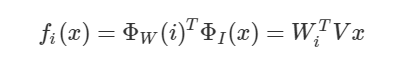 f_i(x) = Φ_W(i)^T Φ_I(x) = W_i^T V x